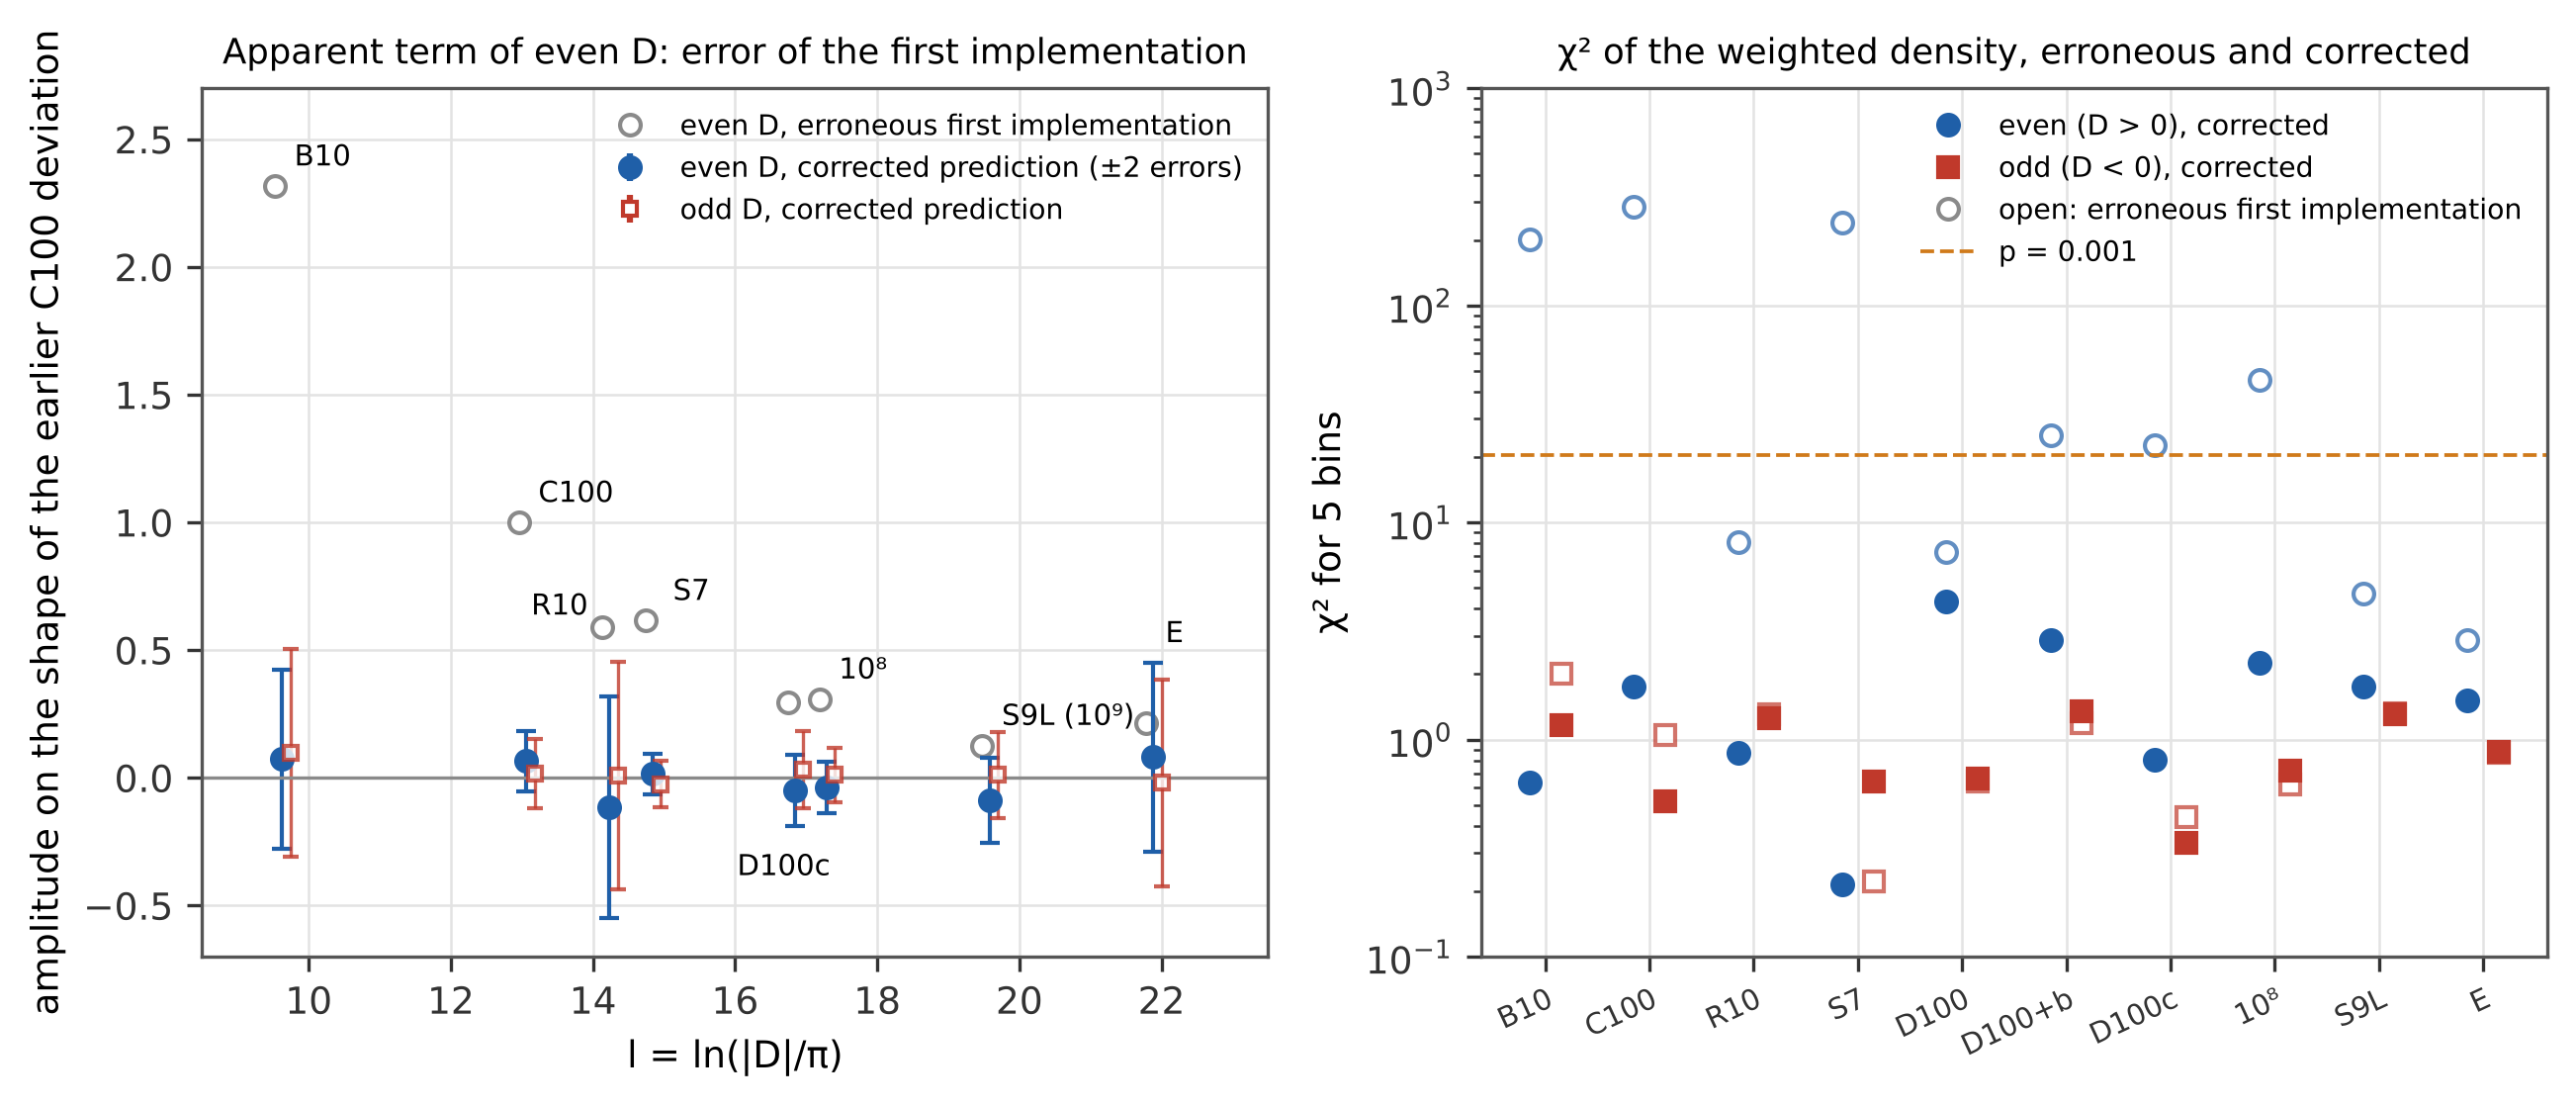 Apparent term of even D: error of the first implementation
amplitude on the shape of the earlier C100 deviation
2.5
2.0
1.5
1.0
0.5
0.0
−0.5
even D, erroneous first implementation
even D, corrected prediction (±2 errors)
odd D, corrected prediction
B10
C100
R10
S7
10⁸
D100c
S9L (10⁹)
E
10
12
14
16
18
20
22
l = ln(|D|/π)
χ² of the weighted density, erroneous and corrected
χ² for 5 bins
10³
10²
10¹
10⁰
10⁻¹
even (D > 0), corrected
odd (D < 0), corrected
open: erroneous first implementation
p = 0.001
B10
C100
R10
S7
D100
D100+b
D100c
10⁸
S9L
E